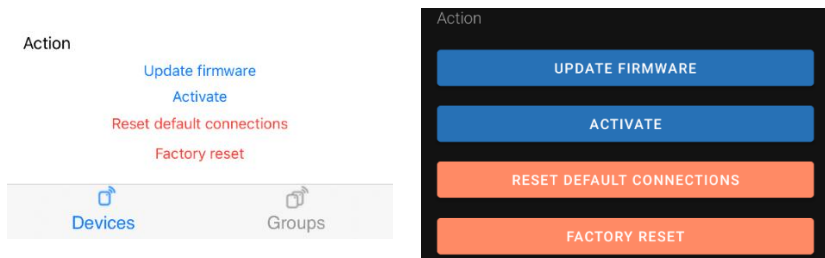 Action
Update firmware
Activate
Reset default connections
Factory reset
Devices Groups
Action
UPDATE FIRMWARE
ACTIVATE
RESET DEFAULT CONNECTIONS
FACTORY RESET